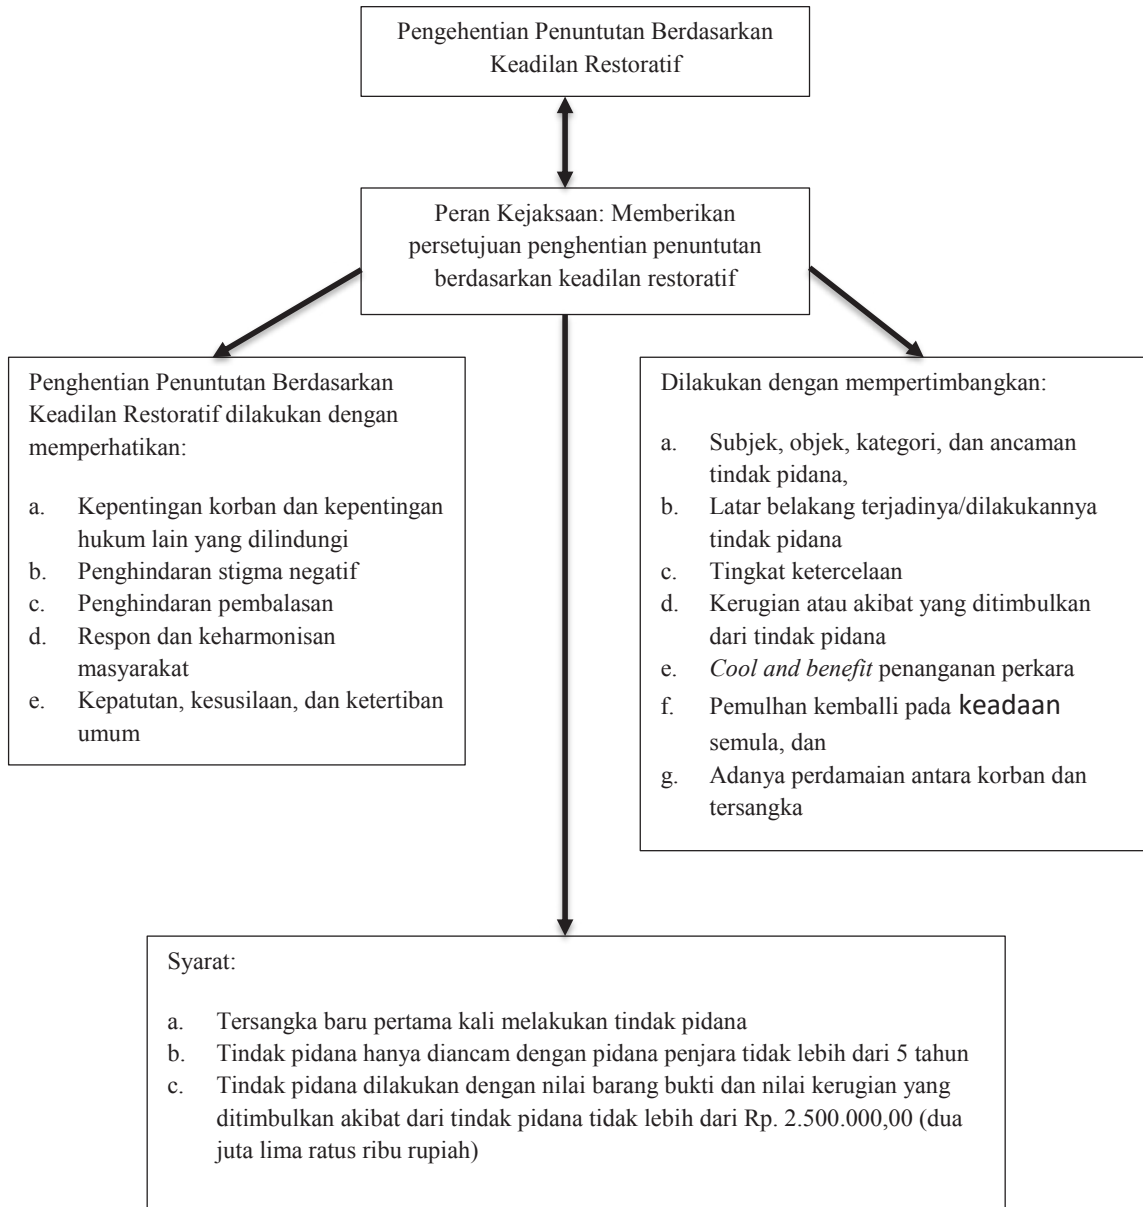 Pengehentian Penuntutan Berdasarkan
Keadilan Restoratif
Peran Kejaksaan: Memberikan
persetujuan penghentian penuntutan
berdasarkan keadilan restoratif
Penghentian Penuntutan Berdasarkan
Keadilan Restoratif dilakukan dengan
memperhatikan:
a. Kepentingan korban dan kepentingan
hukum lain yang dilindungi
b. Penghindaran stigma negatif
c. Penghindaran pembalasan
d. Respon dan keharmonisan
masyarakat
e. Kepatutan, kesusilaan, dan ketertiban
umum
Dilakukan dengan mempertimbangkan:
a. Subjek, objek, kategori, dan ancaman
tindak pidana,
b. Latar belakang terjadinya/dilakukannya
tindak pidana
c. Tingkat ketercelaan
d. Kerugian atau akibat yang ditimbulkan
dari tindak pidana
e. Cool and benefit penanganan perkara
f. Pemulhan kemballi pada keadaan
semula, dan
g. Adanya perdamaian antara korban dan
tersangka
Syarat:
a. Tersangka baru pertama kali melakukan tindak pidana
b. Tindak pidana hanya diancam dengan pidana penjara tidak lebih dari 5 tahun
c. Tindak pidana dilakukan dengan nilai barang bukti dan nilai kerugian yang
ditimbulkan akibat dari tindak pidana tidak lebih dari Rp. 2.500.000,00 (dua
juta lima ratus ribu rupiah)